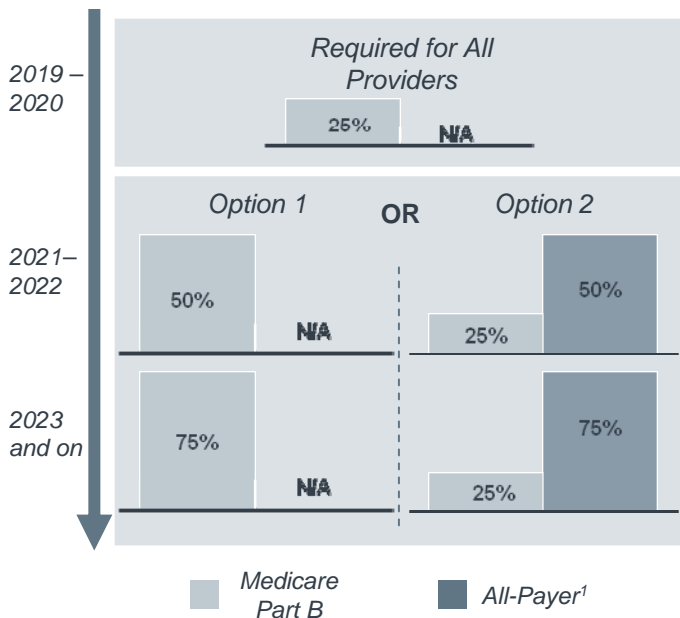 Required for All
Providers
2019 –
2020
25%
N/A
Option 1
OR
Option 2
2021–
2022
50%
N/A
25%
50%
2023
and on
75%
N/A
25%
75%
Medicare
Part B
All-Payer¹